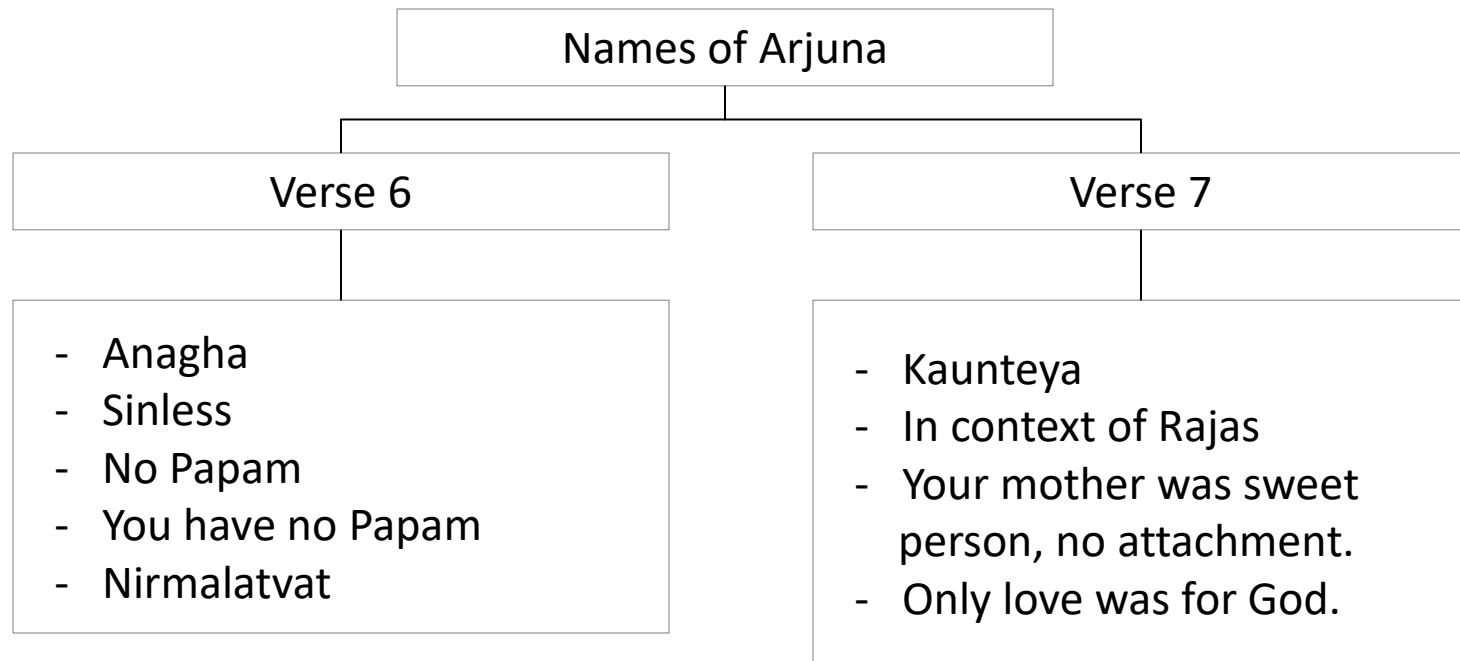 Names of Arjuna
Verse 6
Verse 7
- Anagha
- Sinless
- No Papam
- You have no Papam
- Nirmalatvat
- Kaunteya
- In context of Rajas
- Your mother was sweet
person, no attachment.
- Only love was for God.